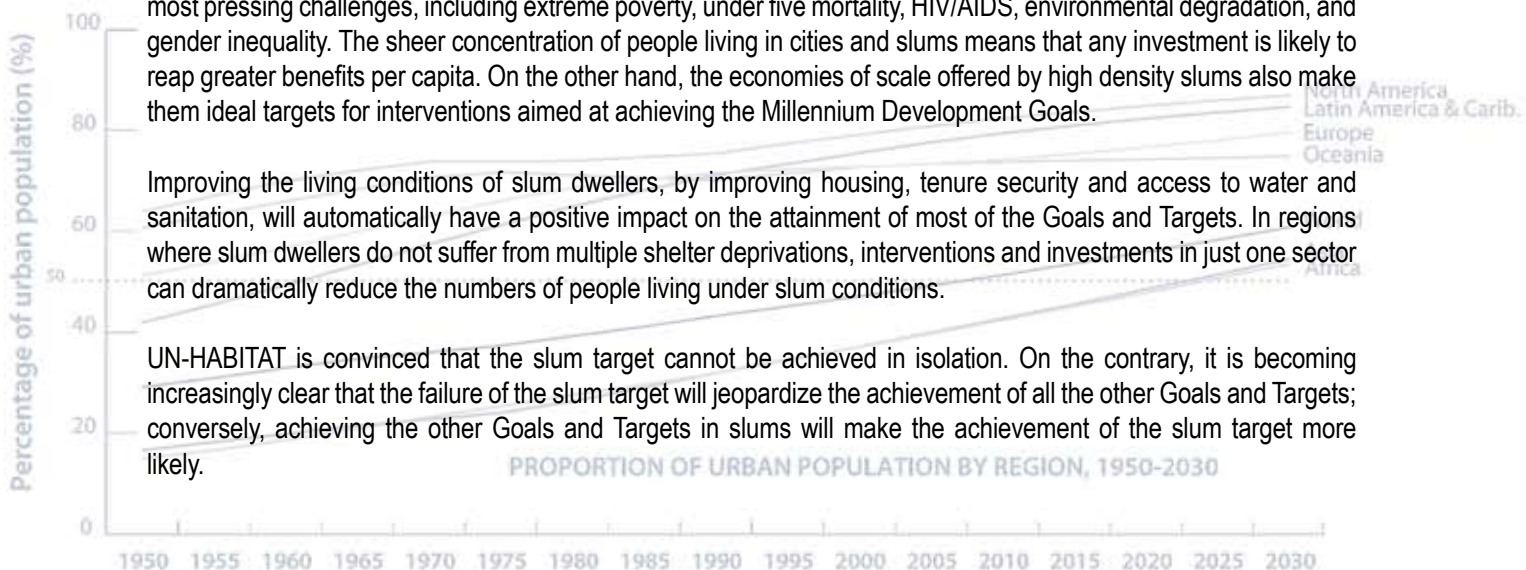 most pressing challenges, including extreme poverty, under five mortality, HIV/AIDS, environmental degradation, and
gender inequality. The sheer concentration of people living in cities and slums means that any investment is likely to
reap greater benefits per capita. On the other hand, the economies of scale offered by high density slums also make
them ideal targets for interventions aimed at achieving the Millennium Development Goals.
Improving the living conditions of slum dwellers, by improving housing, tenure security and access to water and
sanitation, will automatically have a positive impact on the attainment of most of the Goals and Targets. In regions
where slum dwellers do not suffer from multiple shelter deprivations, interventions and investments in just one sector
can dramatically reduce the numbers of people living under slum conditions.
UN-HABITAT is convinced that the slum target cannot be achieved in isolation. On the contrary, it is becoming
increasingly clear that the failure of the slum target will jeopardize the achievement of all the other Goals and Targets;
conversely, achieving the other Goals and Targets in slums will make the achievement of the slum target more
likely.
Percentage of urban population (%)
100
80
60
50
40
20
0
North America
Latin America & Carib.
Europe
Oceania
Africa
PROPORTION OF URBAN POPULATION BY REGION, 1950-2030
1950 1955 1960 1965 1970 1975 1980 1985 1990 1995 2000 2005 2010 2015 2020 2025 2030